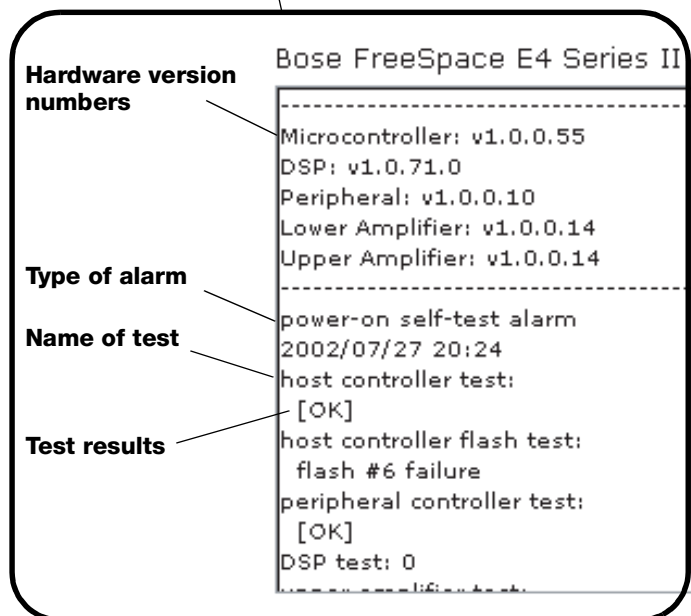 Bose FreeSpace E4 Series II
Hardware version
numbers
Microcontroller: v1.0.0.55
DSP: v1.0.71.0
Peripheral: v1.0.0.10
Lower Amplifier: v1.0.0.14
Upper Amplifier: v1.0.0.14
Type of alarm
power-on self-test alarm
Name of test
2002/07/27 20:24
host controller test:
[OK]
Test results
host controller flash test:
flash #6 failure
peripheral controller test:
[OK]
DSP test: 0
upper amplifier test: